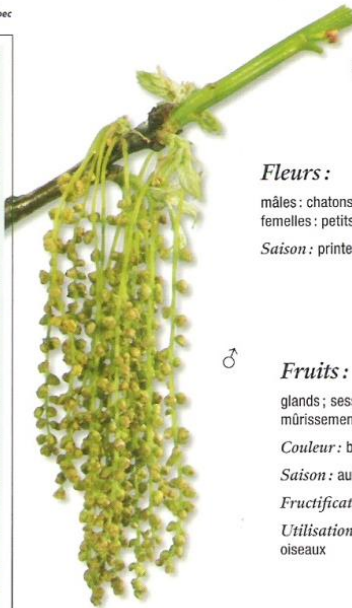 Fleurs :
mâles : chatons
femelles : petits
Saison : printe
♂
Fruits :
glands ; sess
mûrissemen
Couleur : b
Saison : au
Fructificat
Utilisation
oiseaux